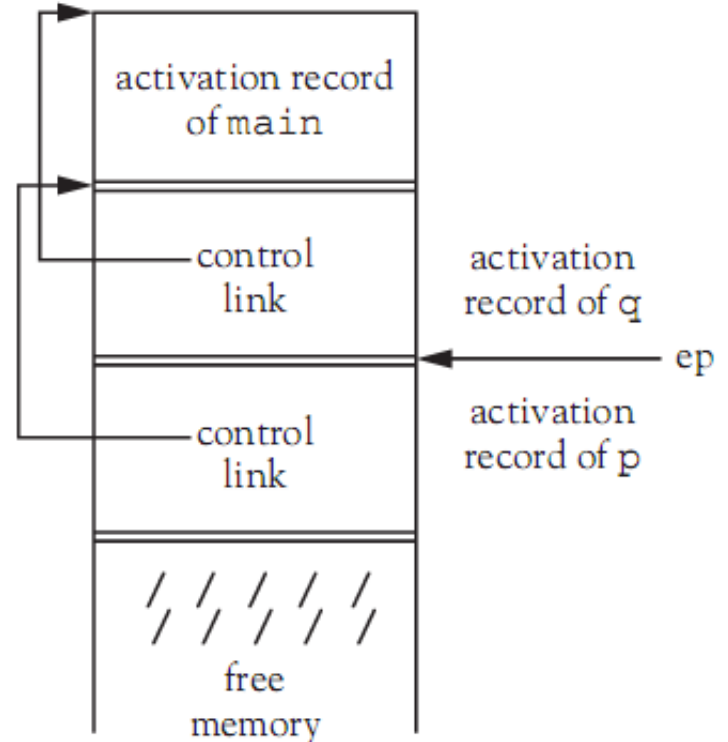 activation record
of main
control
link
activation
record of q
ep
control
link
activation
record of p
free
memory